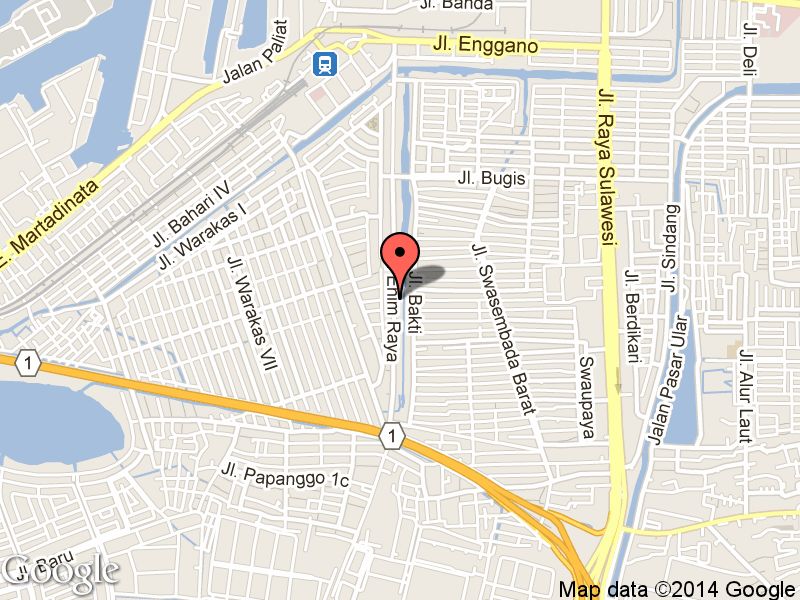 Jl. Banda
Jl. Enggano
Jl. Deli
Jalan Paliat
Jl. Raya Sulawesi
E. Martadinata
Jl. Bahari IV
Jl. Bugis
Jl. Warakas I
Jl. Sindang
Jl. Warakas VII
Enim Raya
Jl. Bakti
Jl. Swasembada Barat
Jl. Berdikari
1
Swaupaya
Jalan Pasar Ular
Jl. Alur Laut
1
Jl. Papanggo 1c
Jl. Baru
Google
Map data ©2014 Google